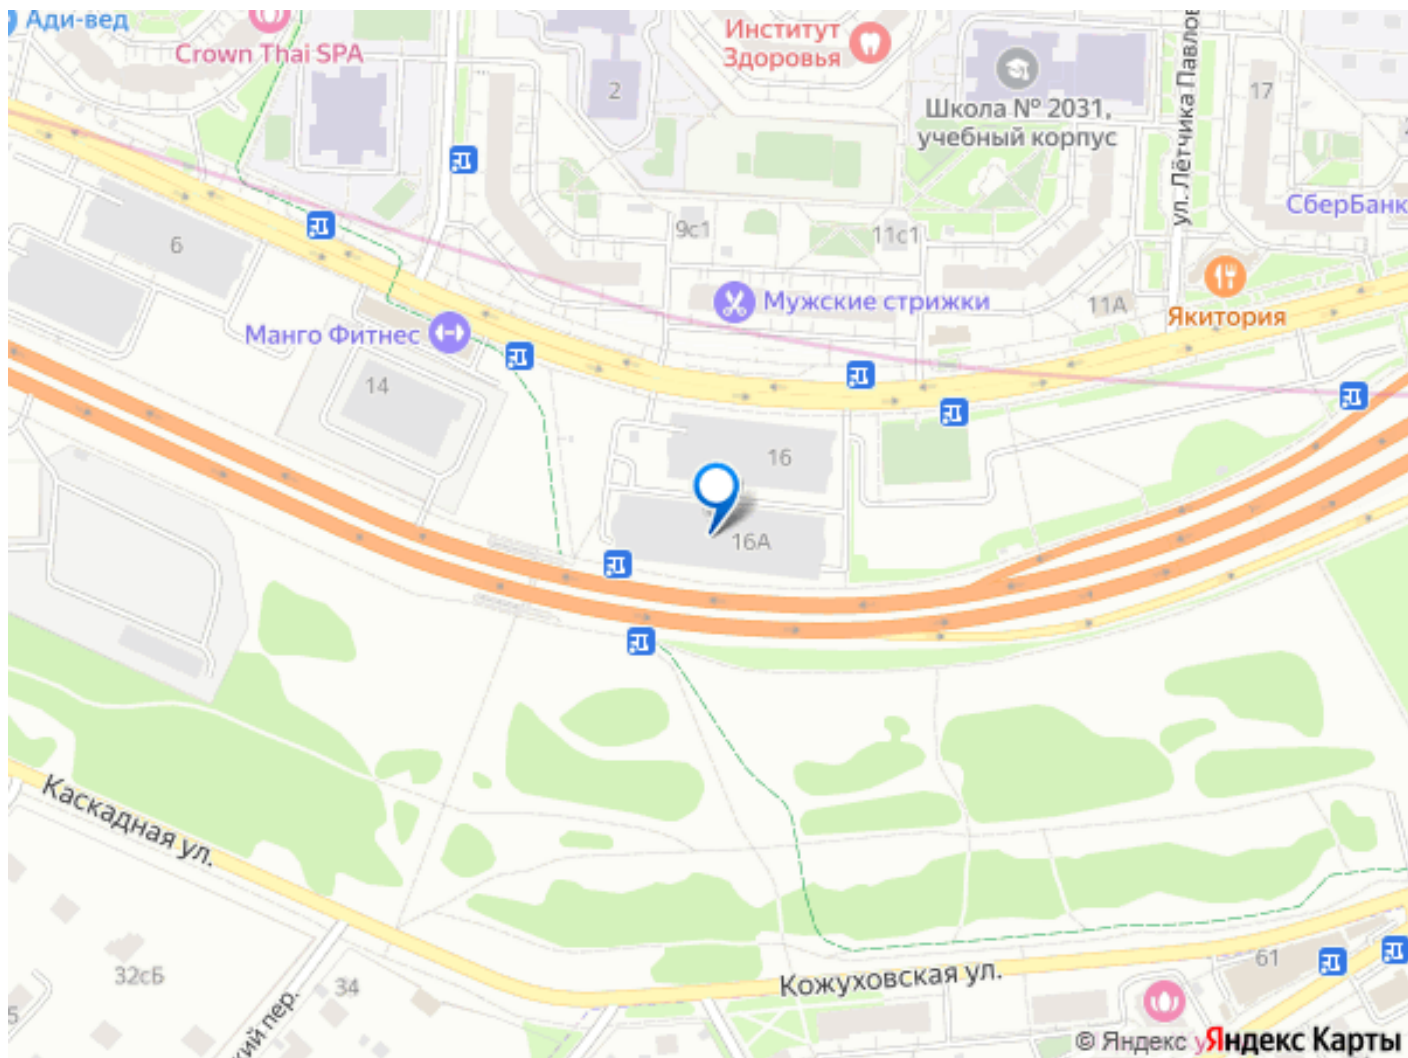 Ади-вед
Crown Thai SPA
Институт
Здоровья
2
Школа № 2031,
учебный корпус
17
ул. Лётчика Павлов
СберБанк
6
9с1
11с1
Мужские стрижки
11А
Якитория
Манго Фитнес
14
16
16А
Каскадная ул.
Кожуховская ул.
61
32сБ
34
5
кий пер.
© Яндекс у
Яндекс Карты